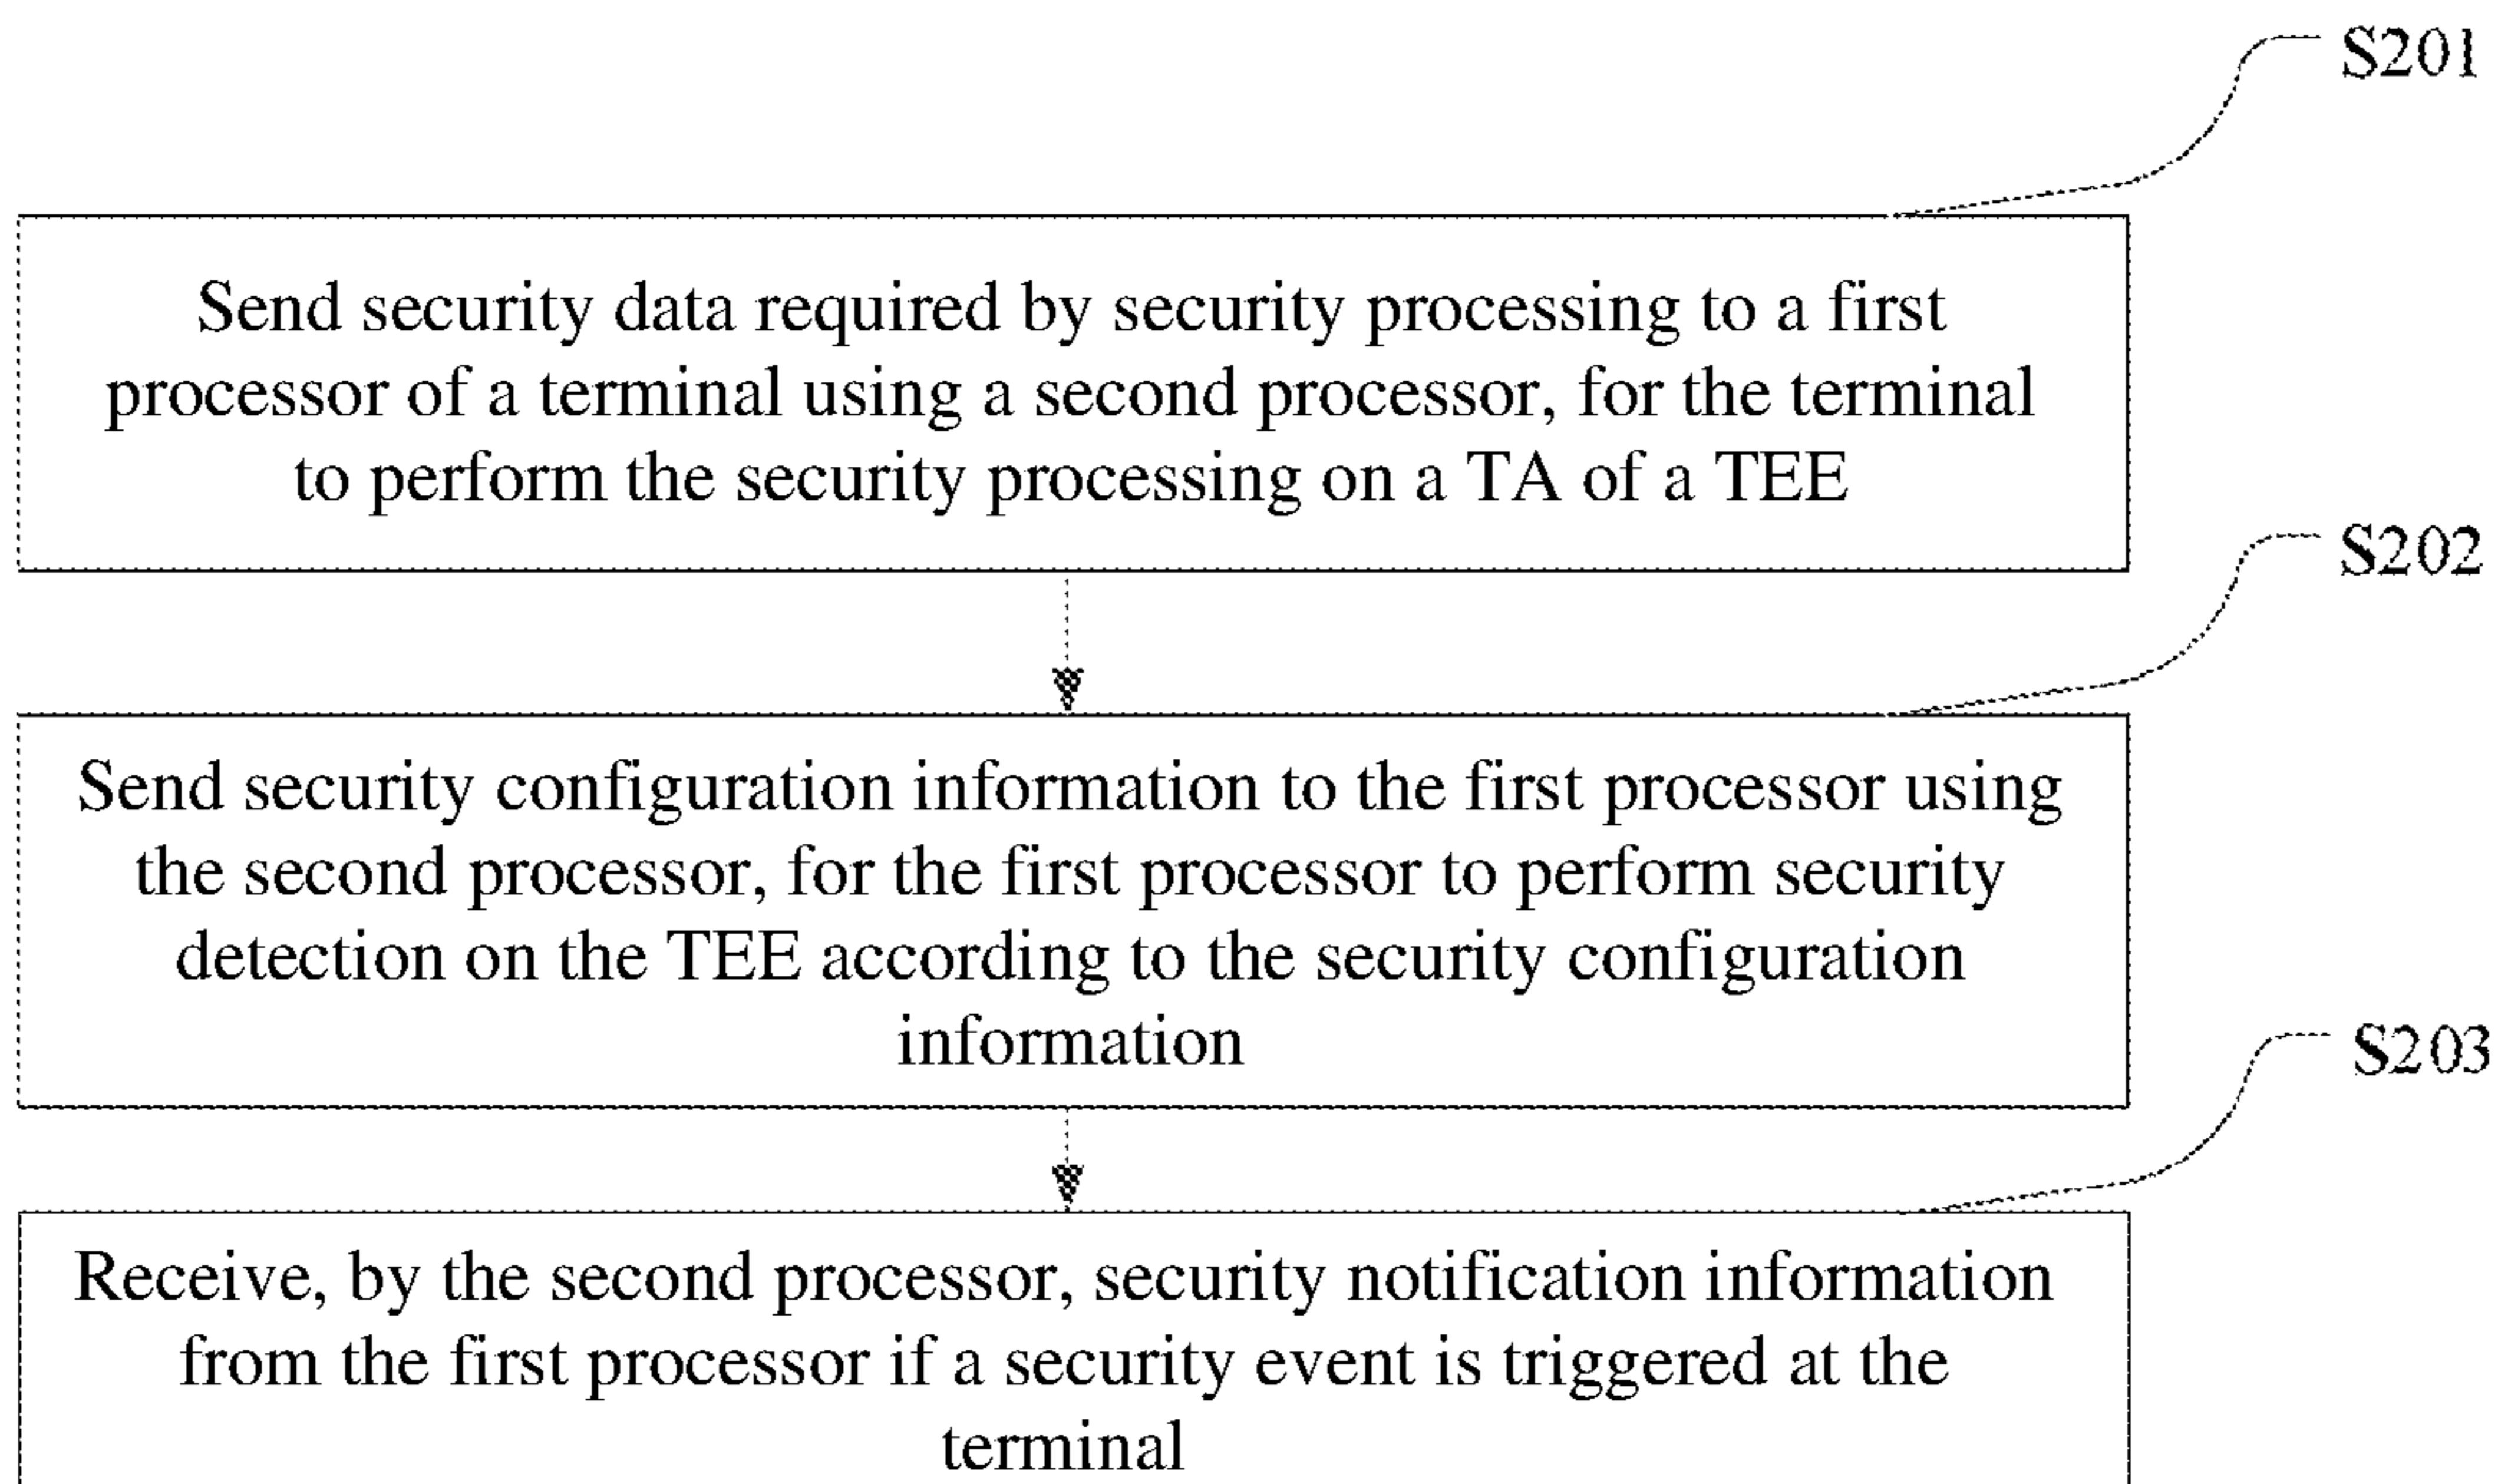 S201
Send security data required by security processing to a first
processor of a terminal using a second processor, for the terminal
to perform the security processing on a TA of a TEE
S202
Send security configuration information to the first processor using
the second processor, for the first processor to perform security
detection on the TEE according to the security configuration
information
S203
Receive, by the second processor, security notification information
from the first processor if a security event is triggered at the
terminal